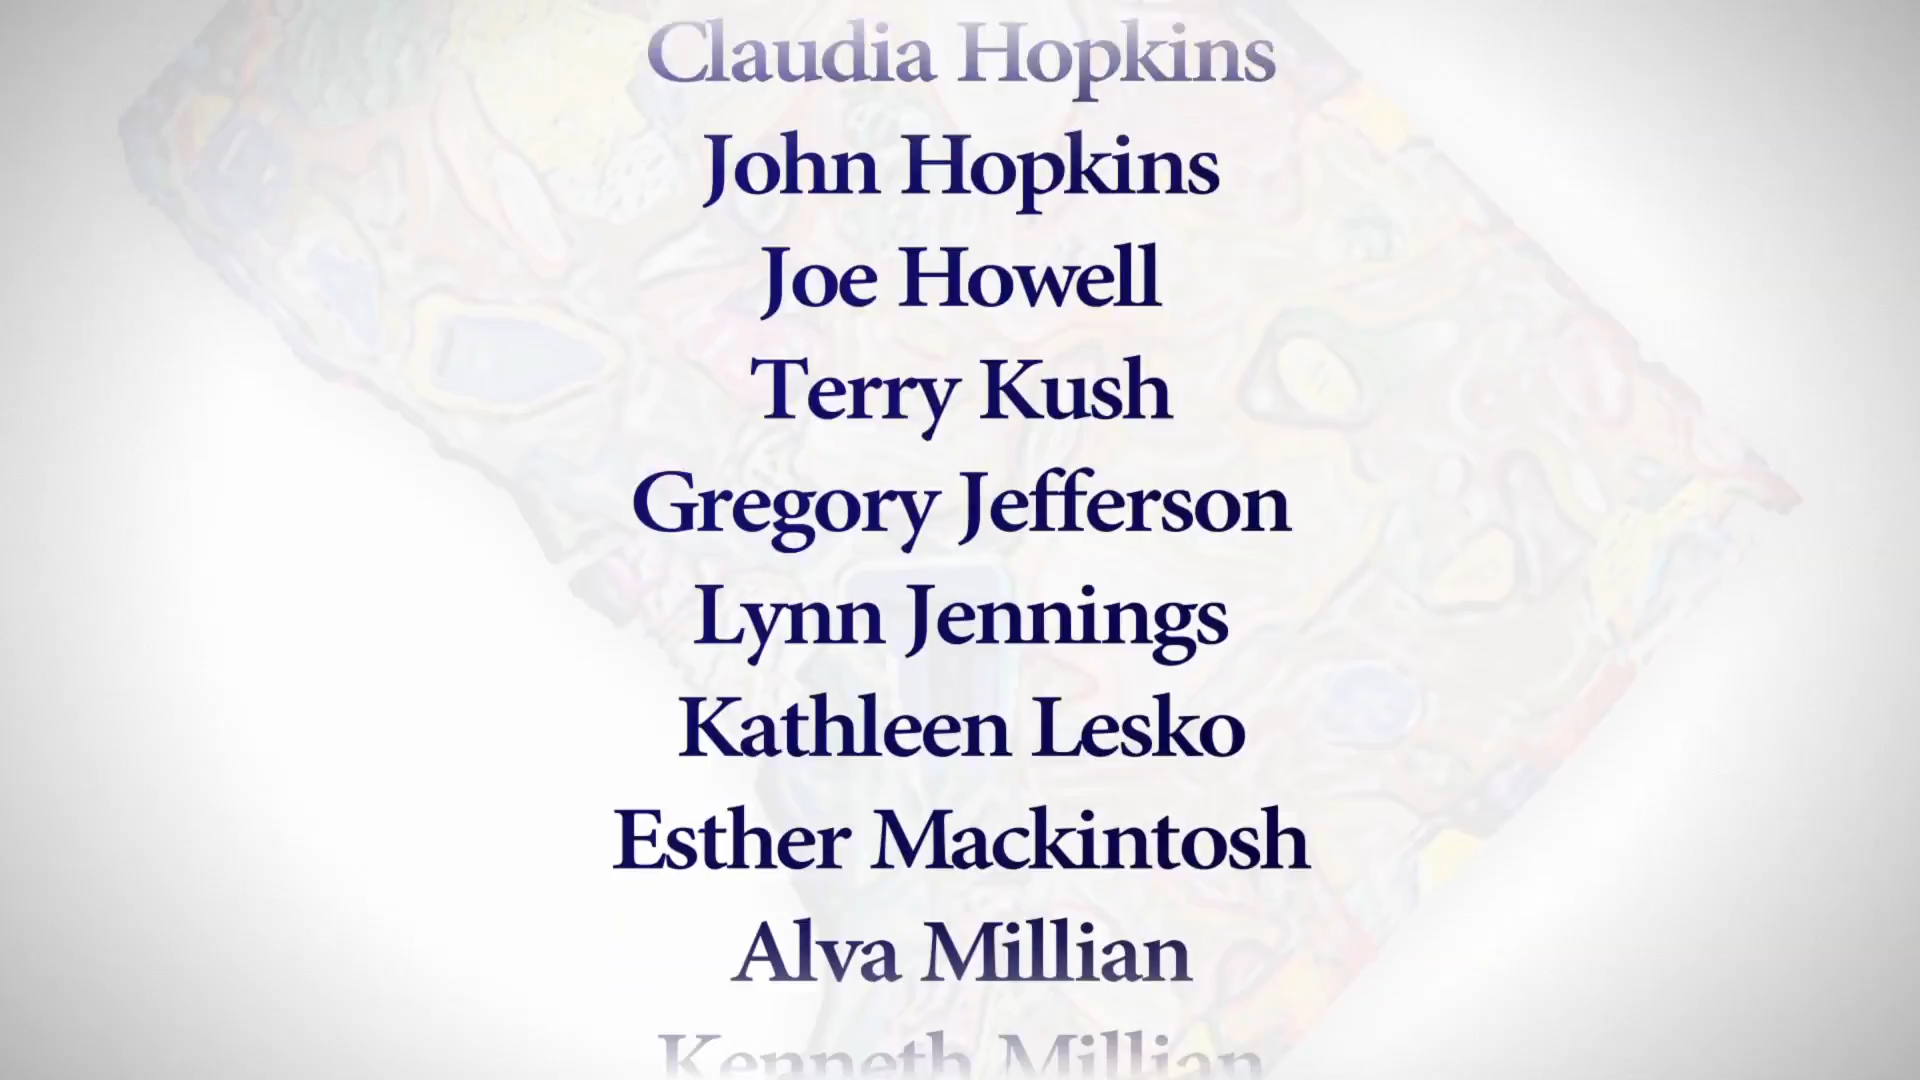 Claudia Hopkins
John Hopkins
Joe Howell
Terry Kush
Gregory Jefferson
Lynn Jennings
Kathleen Lesko
Esther Mackintosh
Alva Millian
Kenneth Millian